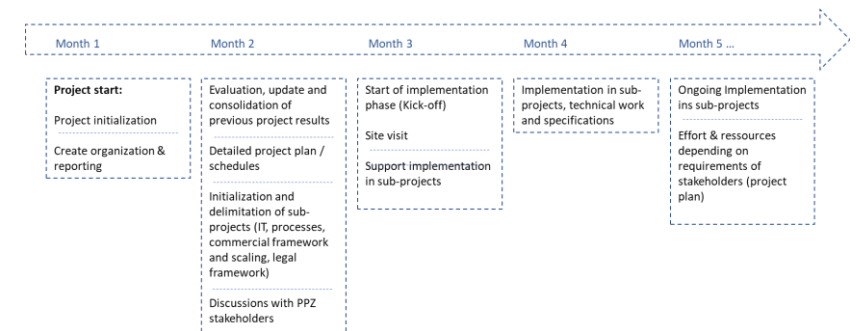 Month 1
Month 2
Month 3
Month 4
Month 5 ...
Project start:
Project initialization
Create organization &
reporting
Evaluation, update and
consolidation of
previous project results
Detailed project plan /
schedules
Initialization and
delimitation of sub-
projects (IT, processes,
commercial framework
and scaling, legal
framework)
Discussions with PPZ
stakeholders
Start of implementation
phase (Kick-off)
Site visit
Support implementation
in sub-projects
Implementation in sub-
projects, technical work
and specifications
Ongoing Implementation
ins sub-projects
Effort & ressources
depending on
requirements of
stakeholders (project
plan)